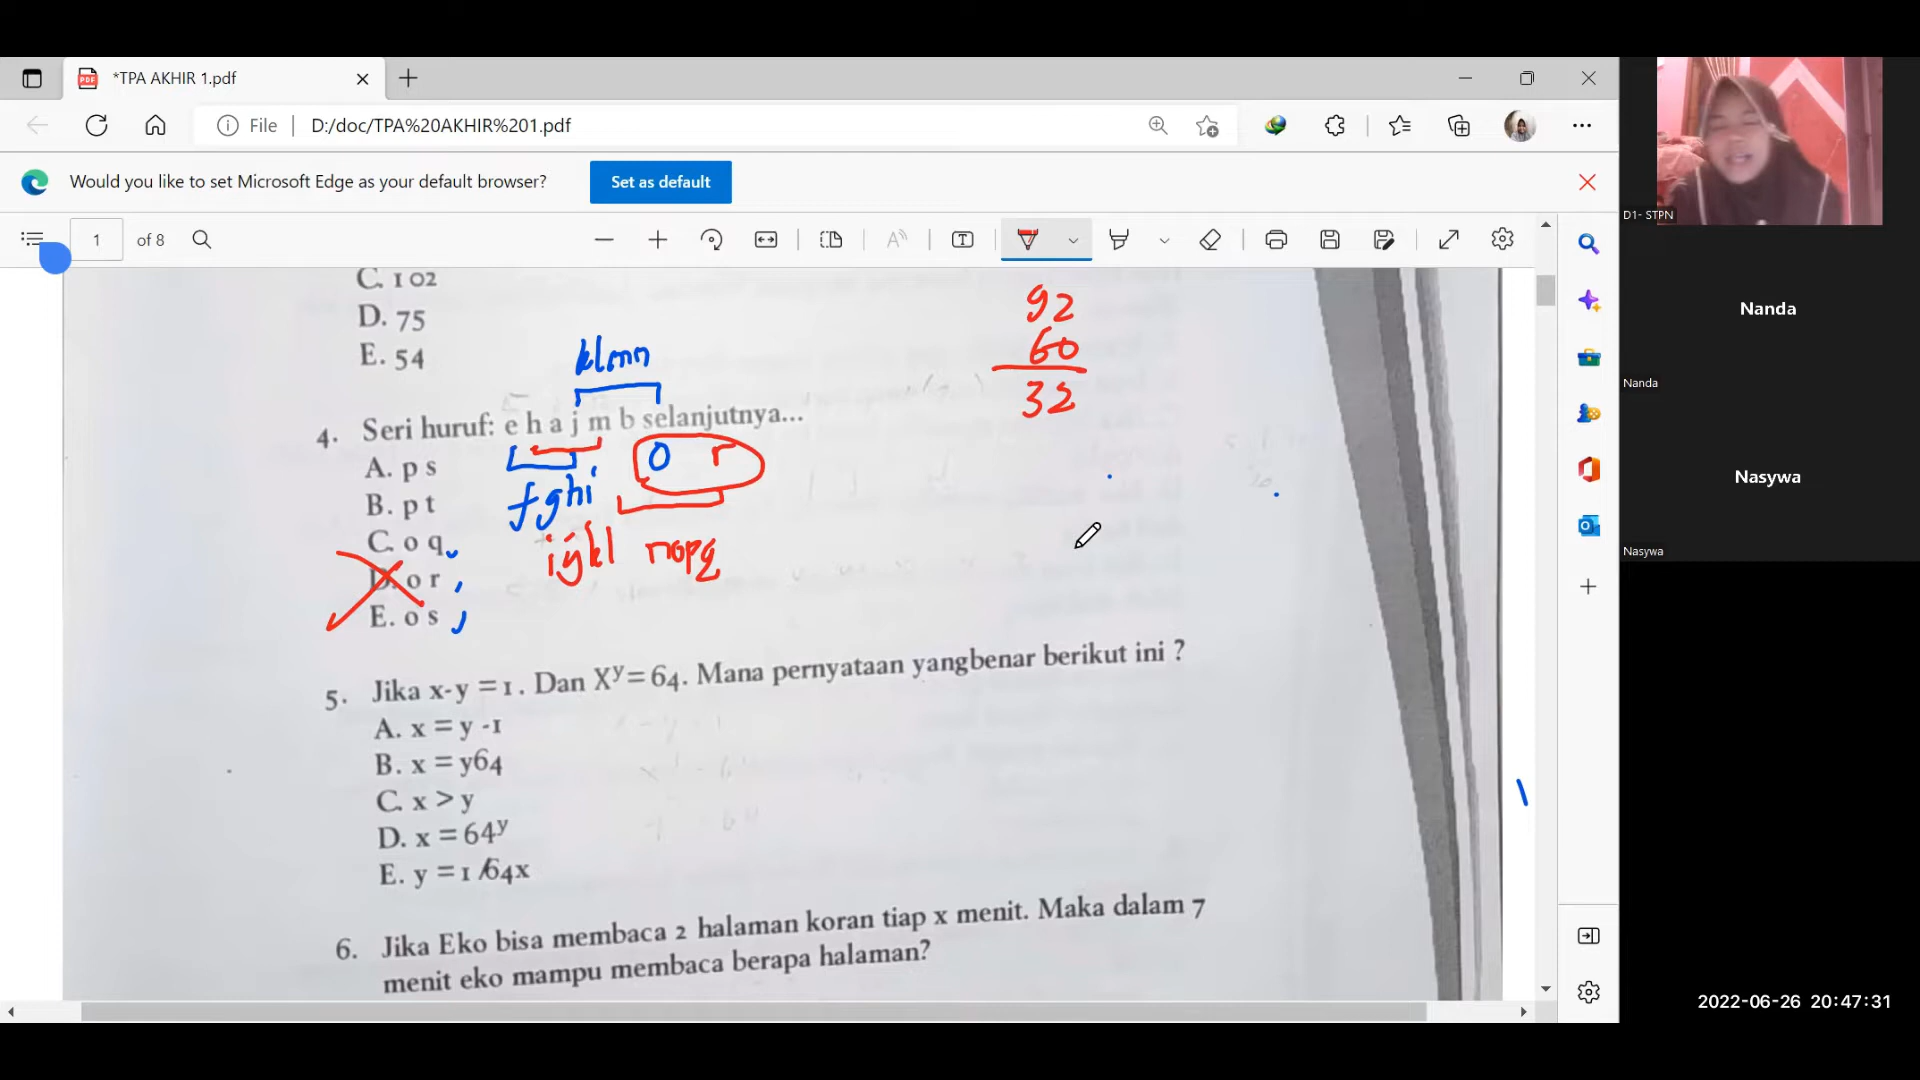 *TPA AKHIR 1.pdf
File
D:/doc/TPA%20AKHIR%201.pdf
Would you like to set Microsoft Edge as your default browser?
Set as default
1 of 8
C. 102
D. 75
E. 54
92
60
32
klmn
4. Seri huruf: e h a j m b selanjutnya...
A. p s
B. p t
C. o q
D. o r
E. o s
o r
fghi
ijkl nopq
5. Jika x-y = 1. Dan Xʸ= 64. Mana pernyataan yangbenar berikut ini ?
A. x = y -1
B. x = y64
C. x > y
D. x = 64ʸ
E. y = 1 /64x
6. Jika Eko bisa membaca 2 halaman koran tiap x menit. Maka dalam 7
menit eko mampu membaca berapa halaman?
D1- STPN
Nanda
Nanda
Nasywa
Nasywa
2022-06-26 20:47:31